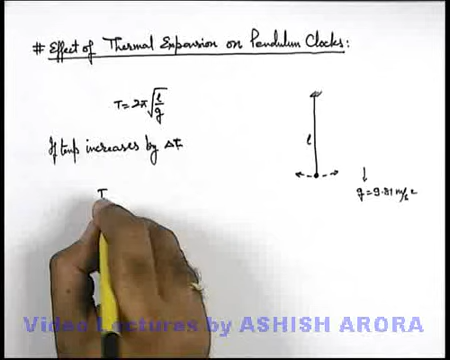 # Effect of Thermal Expansion on Pendulum Clocks:
T = 2π√(l/g)
If temp increases by ΔT.
l
g = 9.81 m/s²
T
Video Lectures by ASHISH ARORA